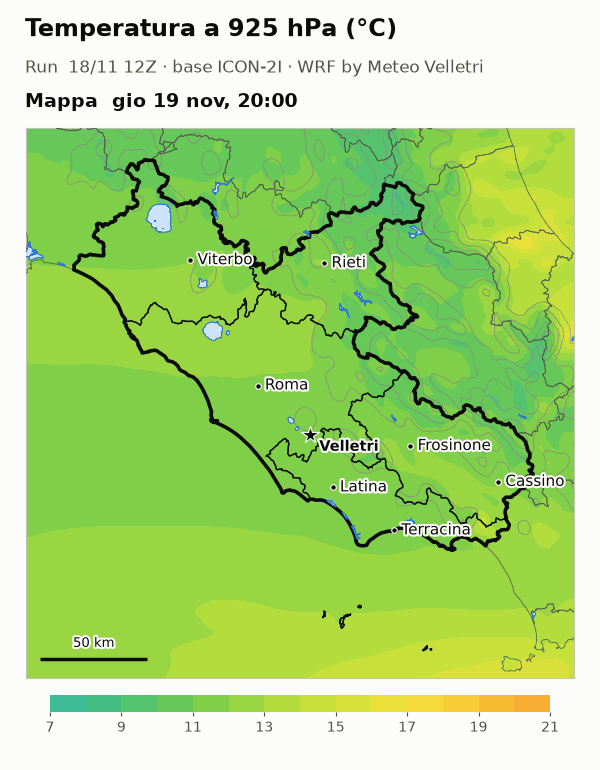 Temperatura a 925 hPa (°C)
Run  18/11 12Z · base ICON-2I · WRF by Meteo Velletri
Mappa  gio 19 nov, 20:00
Viterbo
Rieti
Roma
Velletri
Frosinone
Latina
Cassino
Terracina
50 km
7 9 11 13 15 17 19 21